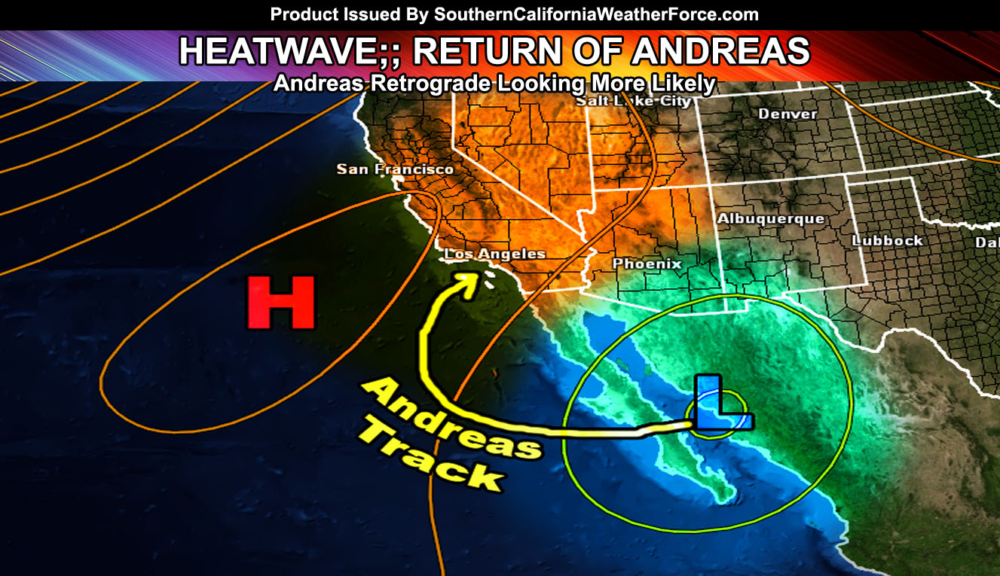 Product Issued By SouthernCaliforniaWeatherForce.com
HEATWAVE;; RETURN OF ANDREAS
Andreas Retrograde Looking More Likely
Salt Lake City
Denver
San Francisco
Albuquerque
Lubbock
Da
Los Angeles
Phoenix
H
L
Andreas
Track